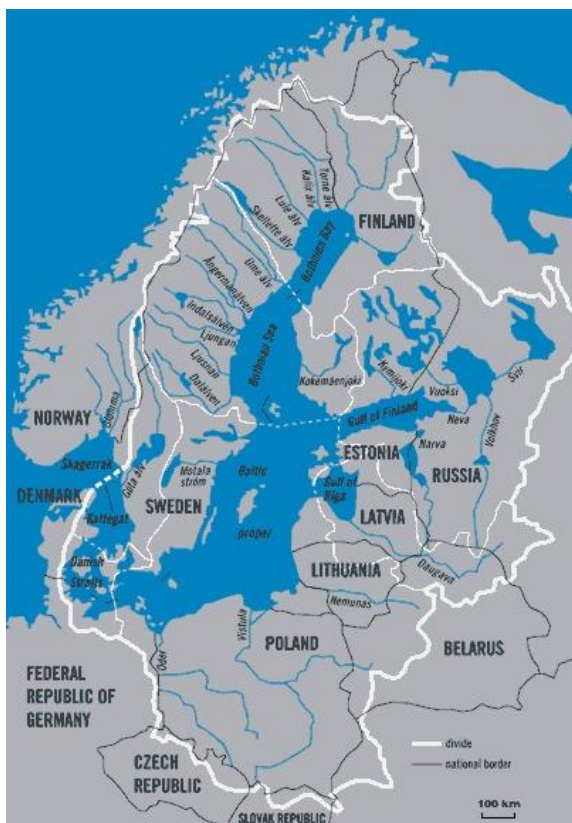 Torne älv
Kalix älv
Lule älv
Skellefte älv
FINLAND
Bothnian Bay
Ume älv
Ångermanälven
Indalsälven
Ljungan
Bothnian Sea
Ljusnan
Dalälven
Kokemäenjoki
Kymijoki
Vuoksi
Svir
NORWAY
Glomma
Gulf of Finland
Neva
Volkhov
Skagerrak
Göta älv
ESTONIA
Narva
RUSSIA
DENMARK
SWEDEN
Motala
ström
Baltic
proper
Gulf of
Riga
Kattegat
LATVIA
Danish
Straits
LITHUANIA
Daugava
Nemunas
Vistula
POLAND
BELARUS
Oder
FEDERAL
REPUBLIC OF
GERMANY
divide
national border
CZECH
REPUBLIC
100 km
SLOVAK REPUBLIC